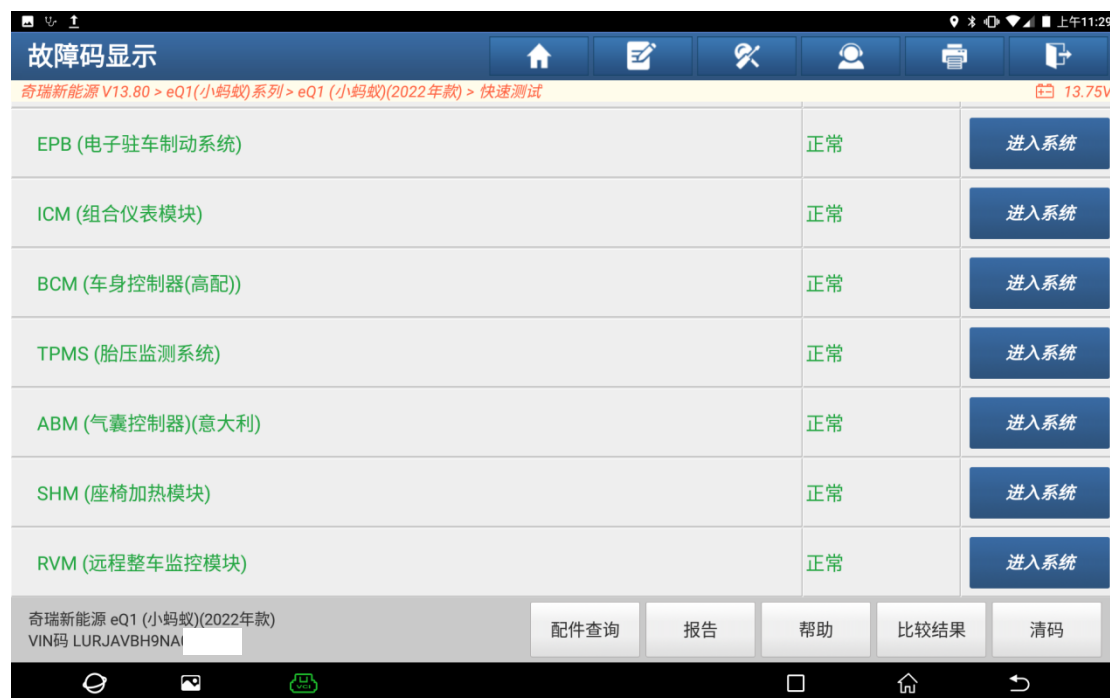 上午11:29
故障码显示
奇瑞新能源 V13.80 > eQ1(小蚂蚁)系列 > eQ1 (小蚂蚁)(2022年款) > 快速测试 13.75V
EPB (电子驻车制动系统) 正常 进入系统
ICM (组合仪表模块) 正常 进入系统
BCM (车身控制器(高配)) 正常 进入系统
TPMS (胎压监测系统) 正常 进入系统
ABM (气囊控制器)(意大利) 正常 进入系统
SHM (座椅加热模块) 正常 进入系统
RVM (远程整车监控模块) 正常 进入系统
奇瑞新能源 eQ1 (小蚂蚁)(2022年款)
VIN码 LURJAVBH9NA
配件查询 报告 帮助 比较结果 清码
VCI